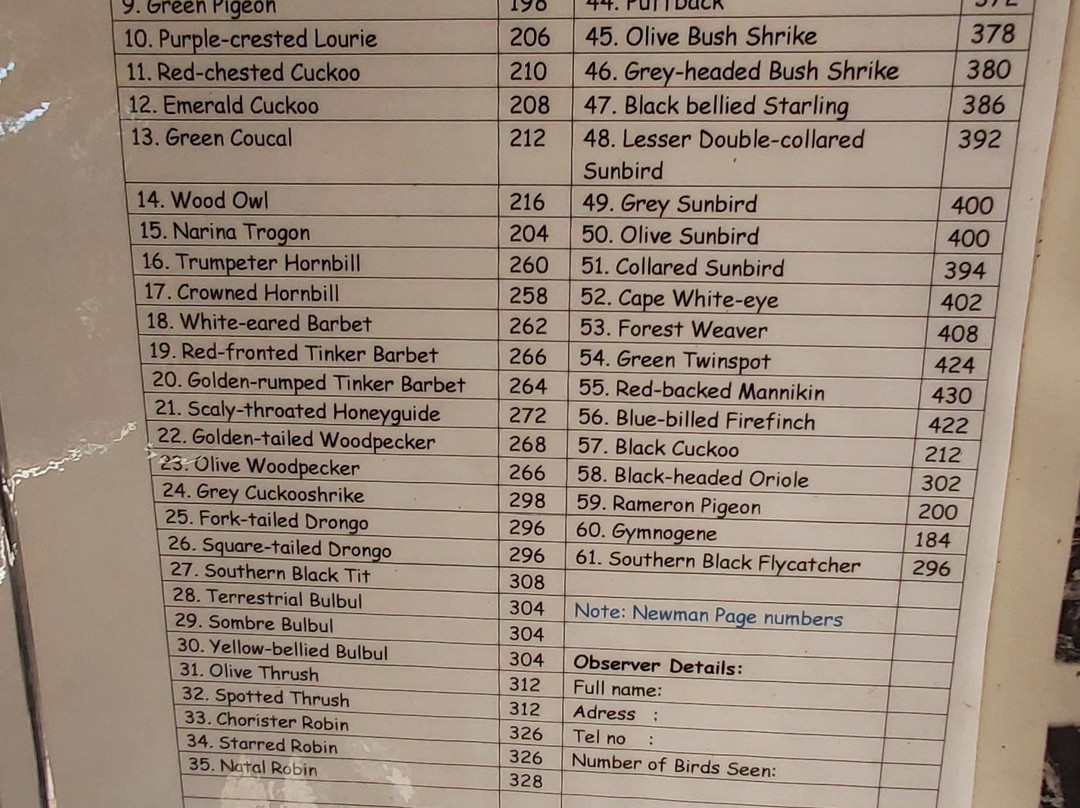 9. Green Pigeon 198 44. Puff back 372
10. Purple-crested Lourie 206 45. Olive Bush Shrike 378
11. Red-chested Cuckoo 210 46. Grey-headed Bush Shrike 380
12. Emerald Cuckoo 208 47. Black bellied Starling 386
13. Green Coucal 212 48. Lesser Double-collared 392
Sunbird
14. Wood Owl 216 49. Grey Sunbird 400
15. Narina Trogon 204 50. Olive Sunbird 400
16. Trumpeter Hornbill 260 51. Collared Sunbird 394
17. Crowned Hornbill 258 52. Cape White-eye 402
18. White-eared Barbet 262 53. Forest Weaver 408
19. Red-fronted Tinker Barbet 266 54. Green Twinspot 424
20. Golden-rumped Tinker Barbet 264 55. Red-backed Mannikin 430
21. Scaly-throated Honeyguide 272 56. Blue-billed Firefinch 422
22. Golden-tailed Woodpecker 268 57. Black Cuckoo 212
23. Olive Woodpecker 266 58. Black-headed Oriole 302
24. Grey Cuckooshrike 298 59. Rameron Pigeon 200
25. Fork-tailed Drongo 296 60. Gymnogene 184
26. Square-tailed Drongo 296 61. Southern Black Flycatcher 296
27. Southern Black Tit 308
28. Terrestrial Bulbul 304 Note: Newman Page numbers
29. Sombre Bulbul 304
30. Yellow-bellied Bulbul 304 Observer Details:
31. Olive Thrush 312 Full name:
32. Spotted Thrush 312 Adress :
33. Chorister Robin 326 Tel no :
34. Starred Robin 326 Number of Birds Seen:
35. Natal Robin 328